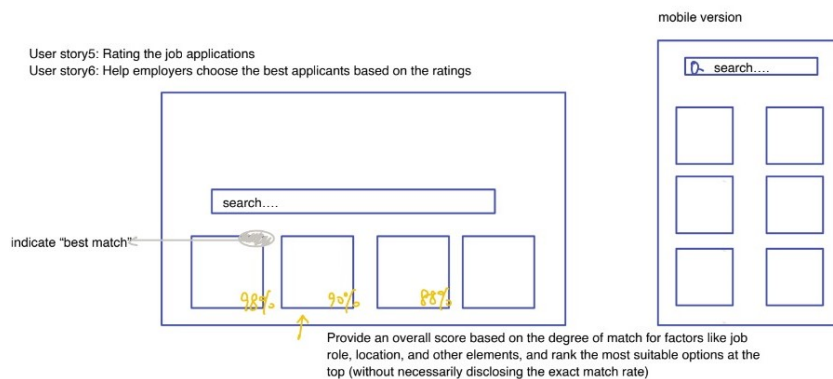 mobile version
User story5: Rating the job applications
User story6: Help employers choose the best applicants based on the ratings
search....
search....
indicate “best match”
98% 90% 88%
Provide an overall score based on the degree of match for factors like job
role, location, and other elements, and rank the most suitable options at the
top (without necessarily disclosing the exact match rate)